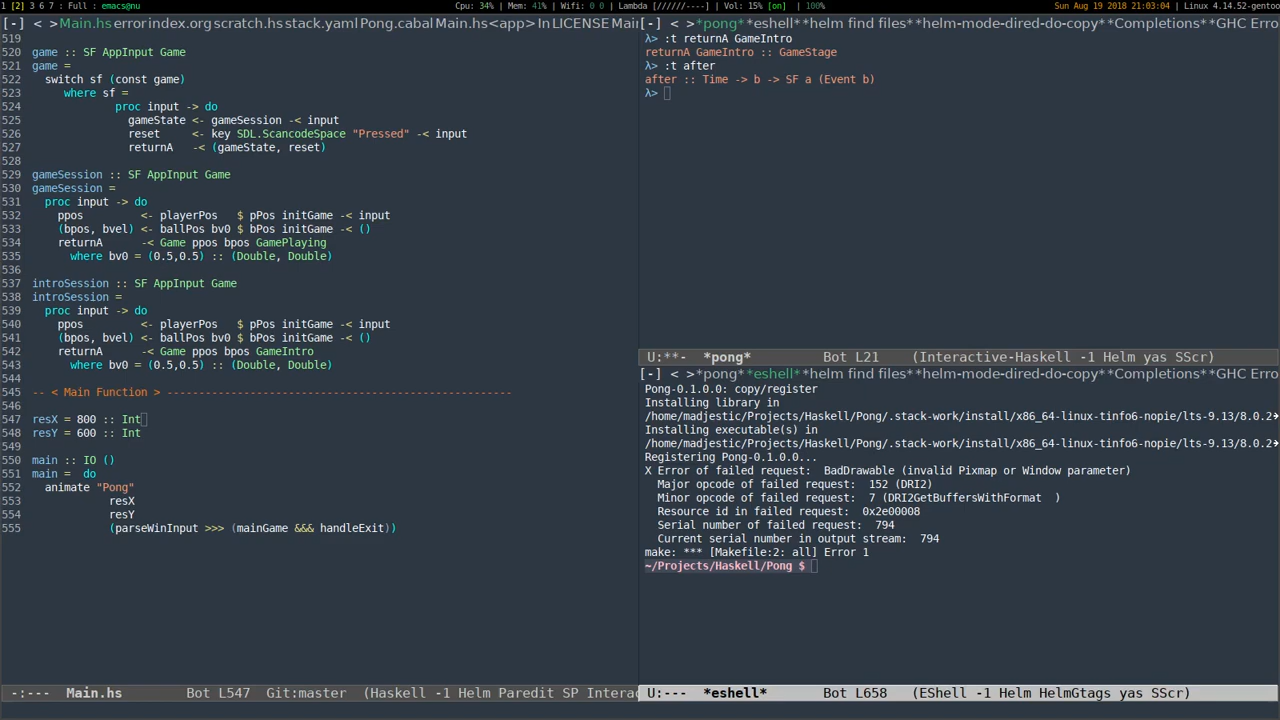 1 [2] 3 6 7 : Full : emacs@nu
Cpu: 34% | Mem: 41% | Wifi: 0 0 | Lambda [//////----] | Vol: 15% [on] | 100%
Sun Aug 19 2018 21:03:04 | Linux 4.14.52-gentoo
[-] < >Main.hs error index.org scratch.hs stack.yaml Pong.cabal Main.hs<app> In LICENSE Main
519
520 game :: SF AppInput Game
521 game =
522   switch sf (const game)
523      where sf =
524              proc input -> do
525                gameState <- gameSession -< input
526                reset     <- key SDL.ScancodeSpace "Pressed" -< input
527                returnA   -< (gameState, reset)
528
529 gameSession :: SF AppInput Game
530 gameSession =
531   proc input -> do
532     ppos         <- playerPos   $ pPos initGame -< input
533     (bpos, bvel) <- ballPos bv0 $ bPos initGame -< ()
534     returnA      -< Game ppos bpos GamePlaying
535       where bv0 = (0.5,0.5) :: (Double, Double)
536
537 introSession :: SF AppInput Game
538 introSession =
539   proc input -> do
540     ppos         <- playerPos   $ pPos initGame -< input
541     (bpos, bvel) <- ballPos bv0 $ bPos initGame -< ()
542     returnA      -< Game ppos bpos GameIntro
543       where bv0 = (0.5,0.5) :: (Double, Double)
544
545 -- < Main Function > ------------------------------------------------------
546
547 resX = 800 :: Int
548 resY = 600 :: Int
549
550 main :: IO ()
551 main =  do
552   animate "Pong"
553             resX
554             resY
555             (parseWinInput >>> (mainGame &&& handleExit))
-:---  Main.hs          Bot L547   Git:master   (Haskell -1 Helm Paredit SP Interac
[-] < >*pong* *eshell* *helm find files* *helm-mode-dired-do-copy* *Completions* *GHC Erro
λ> :t returnA GameIntro
returnA GameIntro :: GameStage
λ> :t after
after :: Time -> b -> SF a (Event b)
λ>
U:**-  *pong*           Bot L21    (Interactive-Haskell -1 Helm yas SScr)
[-] < >*pong* *eshell* *helm find files* *helm-mode-dired-do-copy* *Completions* *GHC Erro
Pong-0.1.0.0: copy/register
Installing library in
/home/madjestic/Projects/Haskell/Pong/.stack-work/install/x86_64-linux-tinfo6-nopie/lts-9.13/8.0.2
Installing executable(s) in
/home/madjestic/Projects/Haskell/Pong/.stack-work/install/x86_64-linux-tinfo6-nopie/lts-9.13/8.0.2
Registering Pong-0.1.0.0...
X Error of failed request:  BadDrawable (invalid Pixmap or Window parameter)
  Major opcode of failed request:  152 (DRI2)
  Minor opcode of failed request:  7 (DRI2GetBuffersWithFormat  )
  Resource id in failed request:  0x2e00008
  Serial number of failed request:  794
  Current serial number in output stream:  794
make: *** [Makefile:2: all] Error 1
~/Projects/Haskell/Pong $
U:---  *eshell*         Bot L658   (EShell -1 Helm HelmGtags yas SScr)